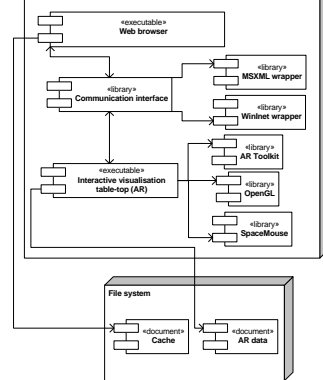 «executable»
Web browser
«library»
MSXML wrapper
«library»
Communication interface
«library»
WinInet wrapper
«library»
AR Toolkit
«executable»
Interactive visualisation
table-top (AR)
«library»
OpenGL
«library»
SpaceMouse
File system
«document»
Cache
«document»
AR data